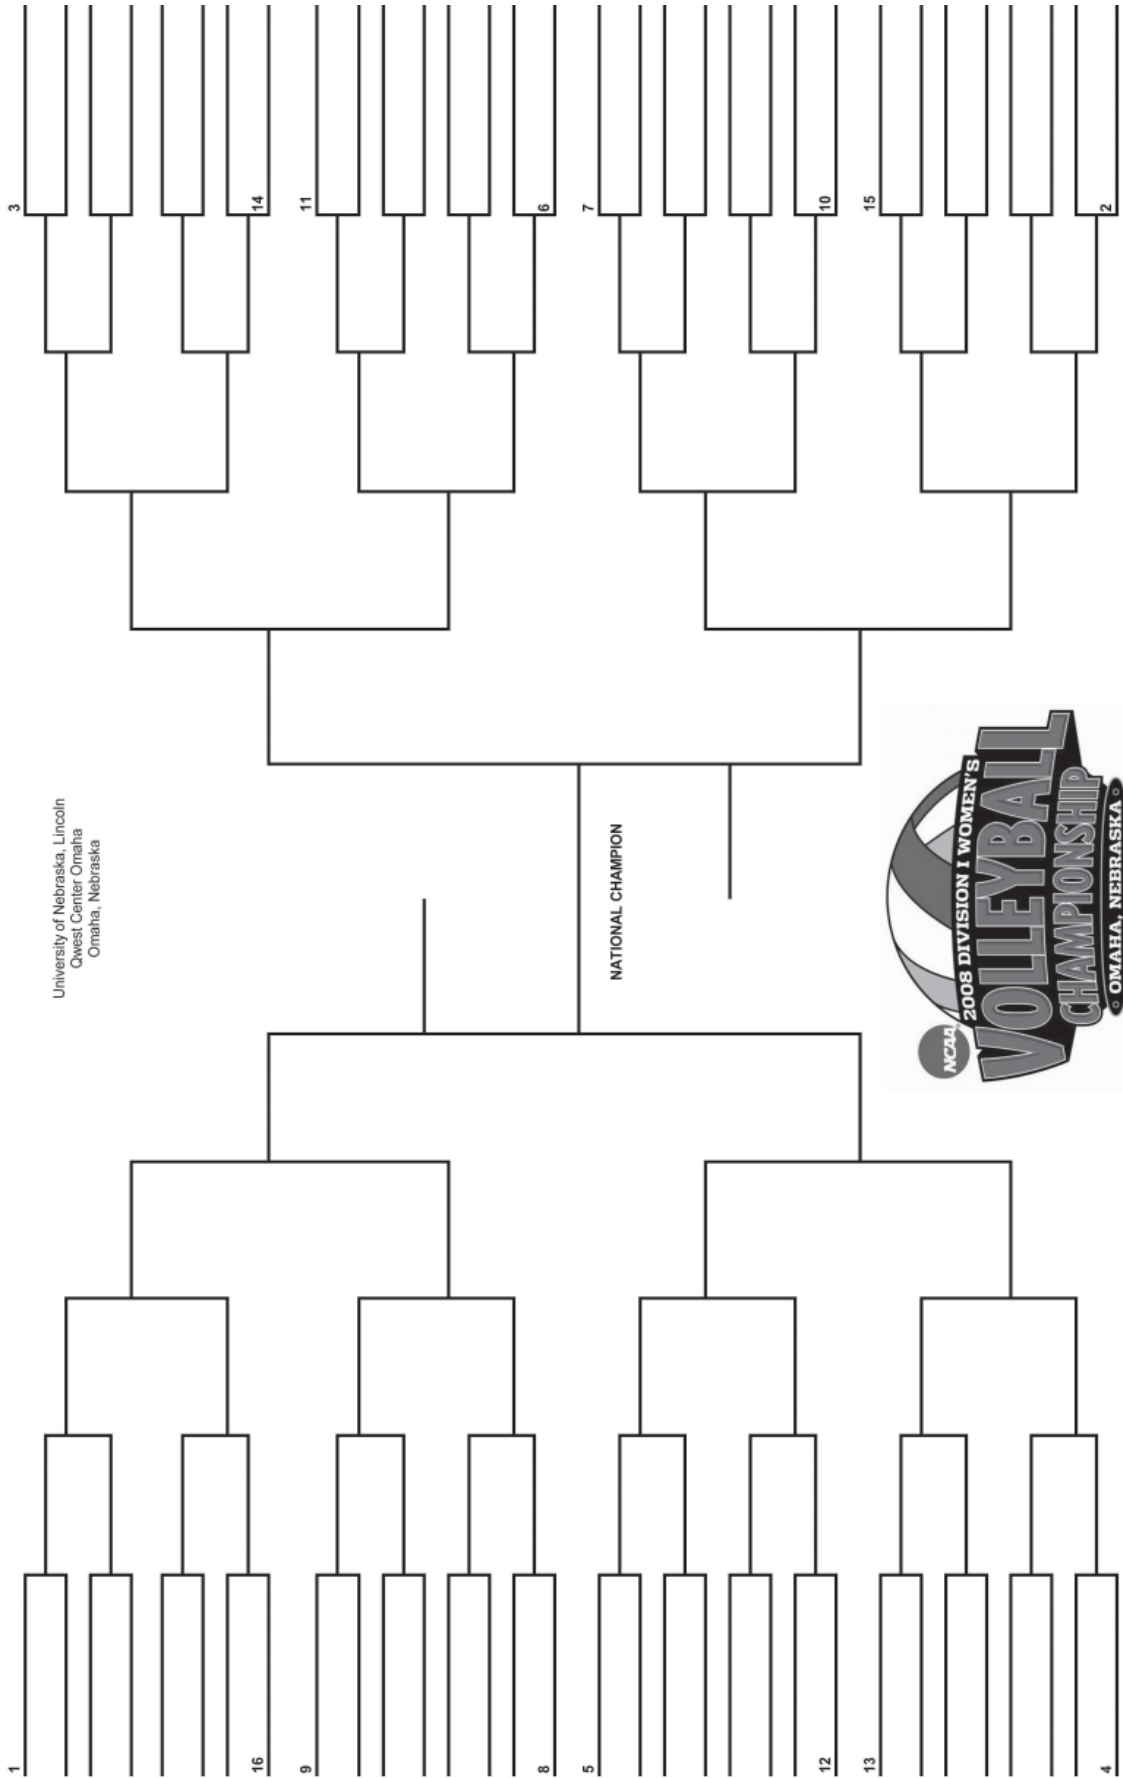 1
3
University of Nebraska, Lincoln
Qwest Center Omaha
Omaha, Nebraska
16
14
9
11
8
6
5
7
NATIONAL CHAMPION
12
10
13
15
NCAA
2008 DIVISION I WOMEN'S
VOLLEYBALL
CHAMPIONSHIP
OMAHA, NEBRASKA
4
2